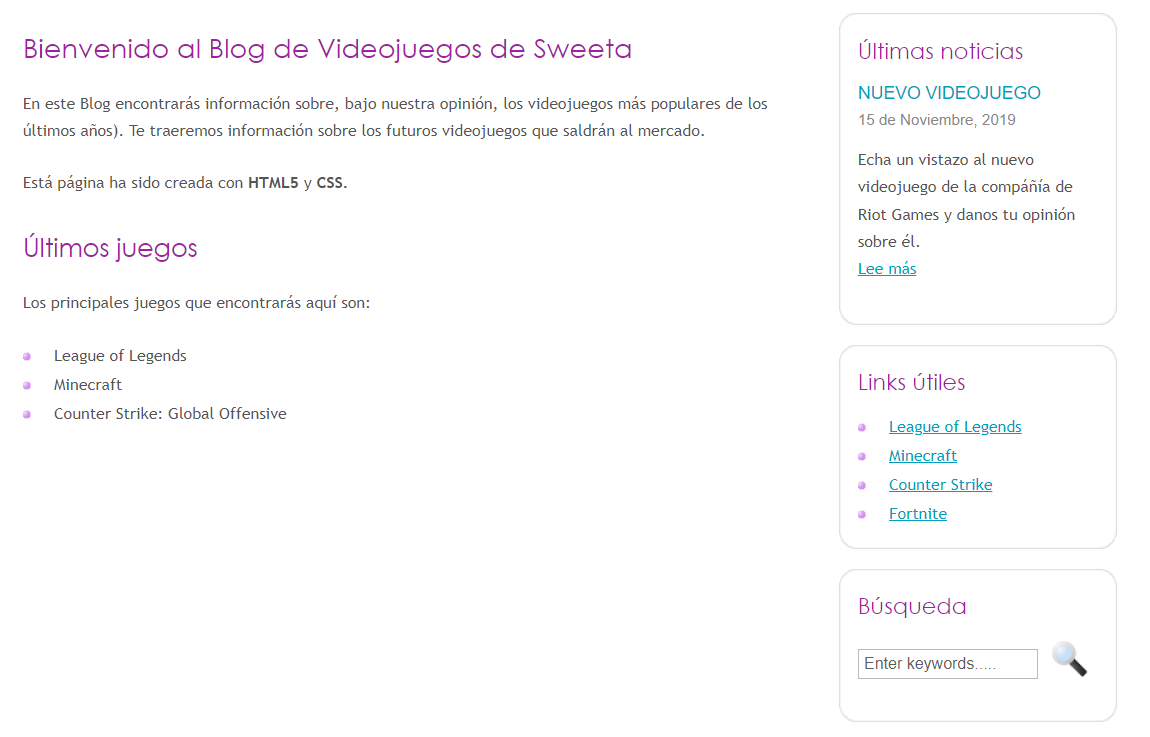 Bienvenido al Blog de Videojuegos de Sweeta
En este Blog encontrarás información sobre, bajo nuestra opinión, los videojuegos más populares de los
últimos años). Te traeremos información sobre los futuros videojuegos que saldrán al mercado.
Está página ha sido creada con HTML5 y CSS.
Últimos juegos
Los principales juegos que encontrarás aquí son:
League of Legends
Minecraft
Counter Strike: Global Offensive
Últimas noticias
NUEVO VIDEOJUEGO
15 de Noviembre, 2019
Echa un vistazo al nuevo
videojuego de la compáñía de
Riot Games y danos tu opinión
sobre él.
Lee más
Links útiles
League of Legends
Minecraft
Counter Strike
Fortnite
Búsqueda
Enter keywords.....